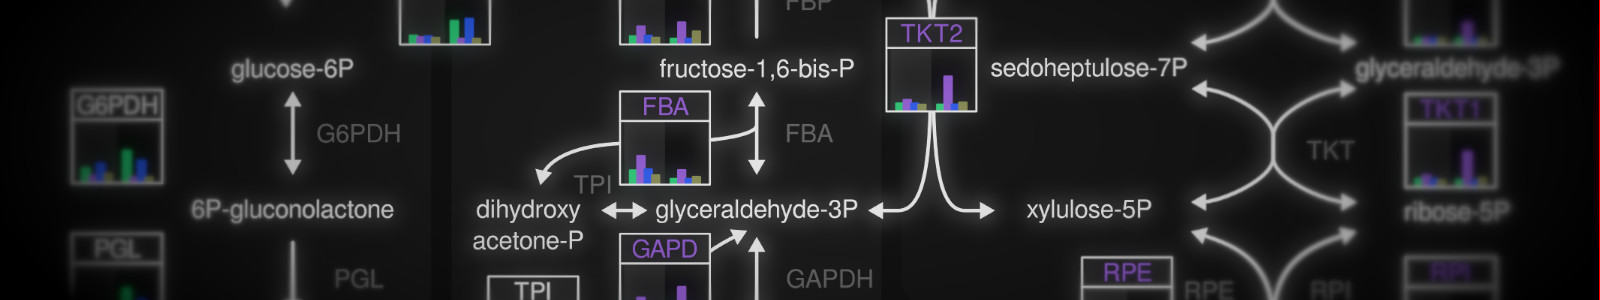 FBP
TKT2
glucose-6P
fructose-1,6-bis-P
sedoheptulose-7P
glyceraldehyde-3P
G6PDH
FBA
TKT1
G6PDH
FBA
TKT
TPI
6P-gluconolactone
dihydroxy
acetone-P
glyceraldehyde-3P
xylulose-5P
ribose-5P
PGL
GAPD
RPE
RPI
PGL
TPI
GAPDH
RPE
RPI